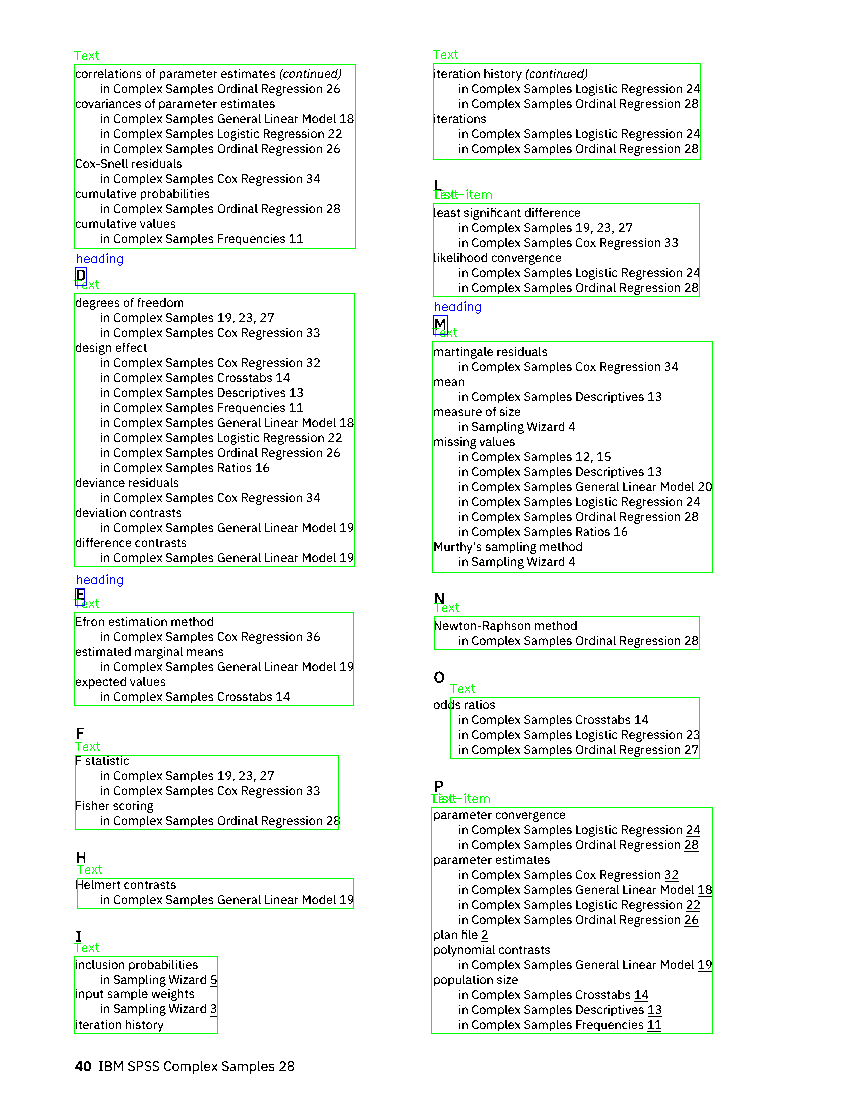 Text
correlations of parameter estimates (continued)
in Complex Samples Ordinal Regression 26
covariances of parameter estimates
in Complex Samples General Linear Model 18
in Complex Samples Logistic Regression 22
in Complex Samples Ordinal Regression 26
Cox-Snell residuals
in Complex Samples Cox Regression 34
cumulative probabilities
in Complex Samples Ordinal Regression 28
cumulative values
in Complex Samples Frequencies 11
heading
D
Text
degrees of freedom
in Complex Samples 19, 23, 27
in Complex Samples Cox Regression 33
design effect
in Complex Samples Cox Regression 32
in Complex Samples Crosstabs 14
in Complex Samples Descriptives 13
in Complex Samples Frequencies 11
in Complex Samples General Linear Model 18
in Complex Samples Logistic Regression 22
in Complex Samples Ordinal Regression 26
in Complex Samples Ratios 16
deviance residuals
in Complex Samples Cox Regression 34
deviation contrasts
in Complex Samples General Linear Model 19
difference contrasts
in Complex Samples General Linear Model 19
heading
E
Text
Efron estimation method
in Complex Samples Cox Regression 36
estimated marginal means
in Complex Samples General Linear Model 19
expected values
in Complex Samples Crosstabs 14
F
Text
F statistic
in Complex Samples 19, 23, 27
in Complex Samples Cox Regression 33
Fisher scoring
in Complex Samples Ordinal Regression 28
H
Text
Helmert contrasts
in Complex Samples General Linear Model 19
I
Text
inclusion probabilities
in Sampling Wizard 5
input sample weights
in Sampling Wizard 3
iteration history
Text
iteration history (continued)
in Complex Samples Logistic Regression 24
in Complex Samples Ordinal Regression 28
iterations
in Complex Samples Logistic Regression 24
in Complex Samples Ordinal Regression 28
L
least significant difference
in Complex Samples 19, 23, 27
in Complex Samples Cox Regression 33
likelihood convergence
in Complex Samples Logistic Regression 24
in Complex Samples Ordinal Regression 28
heading
M
Text
martingale residuals
in Complex Samples Cox Regression 34
mean
in Complex Samples Descriptives 13
measure of size
in Sampling Wizard 4
missing values
in Complex Samples 12, 15
in Complex Samples Descriptives 13
in Complex Samples General Linear Model 20
in Complex Samples Logistic Regression 24
in Complex Samples Ordinal Regression 28
in Complex Samples Ratios 16
Murthy's sampling method
in Sampling Wizard 4
N
Text
Newton-Raphson method
in Complex Samples Ordinal Regression 28
O
Text
odds ratios
in Complex Samples Crosstabs 14
in Complex Samples Logistic Regression 23
in Complex Samples Ordinal Regression 27
P
parameter convergence
in Complex Samples Logistic Regression 24
in Complex Samples Ordinal Regression 28
parameter estimates
in Complex Samples Cox Regression 32
in Complex Samples General Linear Model 18
in Complex Samples Logistic Regression 22
in Complex Samples Ordinal Regression 26
plan file 2
polynomial contrasts
in Complex Samples General Linear Model 19
population size
in Complex Samples Crosstabs 14
in Complex Samples Descriptives 13
in Complex Samples Frequencies 11
40 IBM SPSS Complex Samples 28